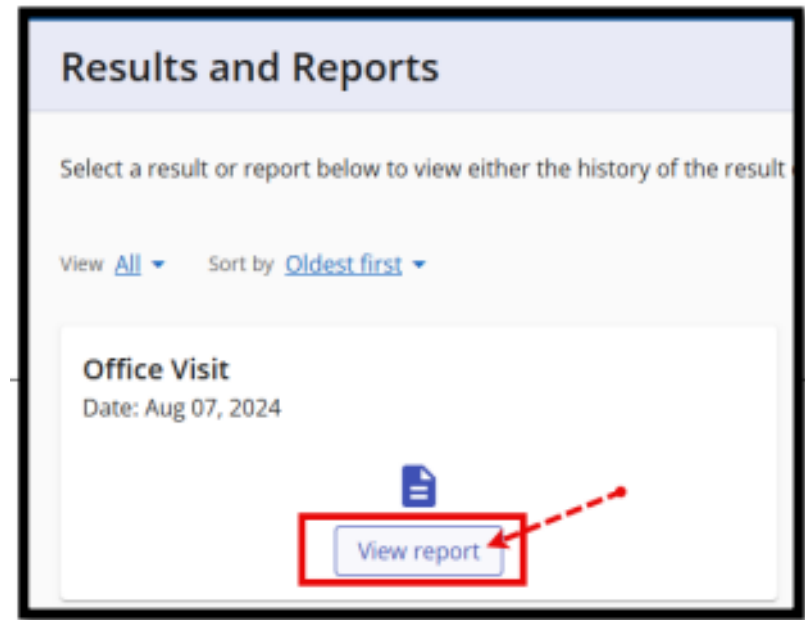 Results and Reports
Select a result or report below to view either the history of the result
View All Sort by Oldest first
Office Visit
Date: Aug 07, 2024
View report